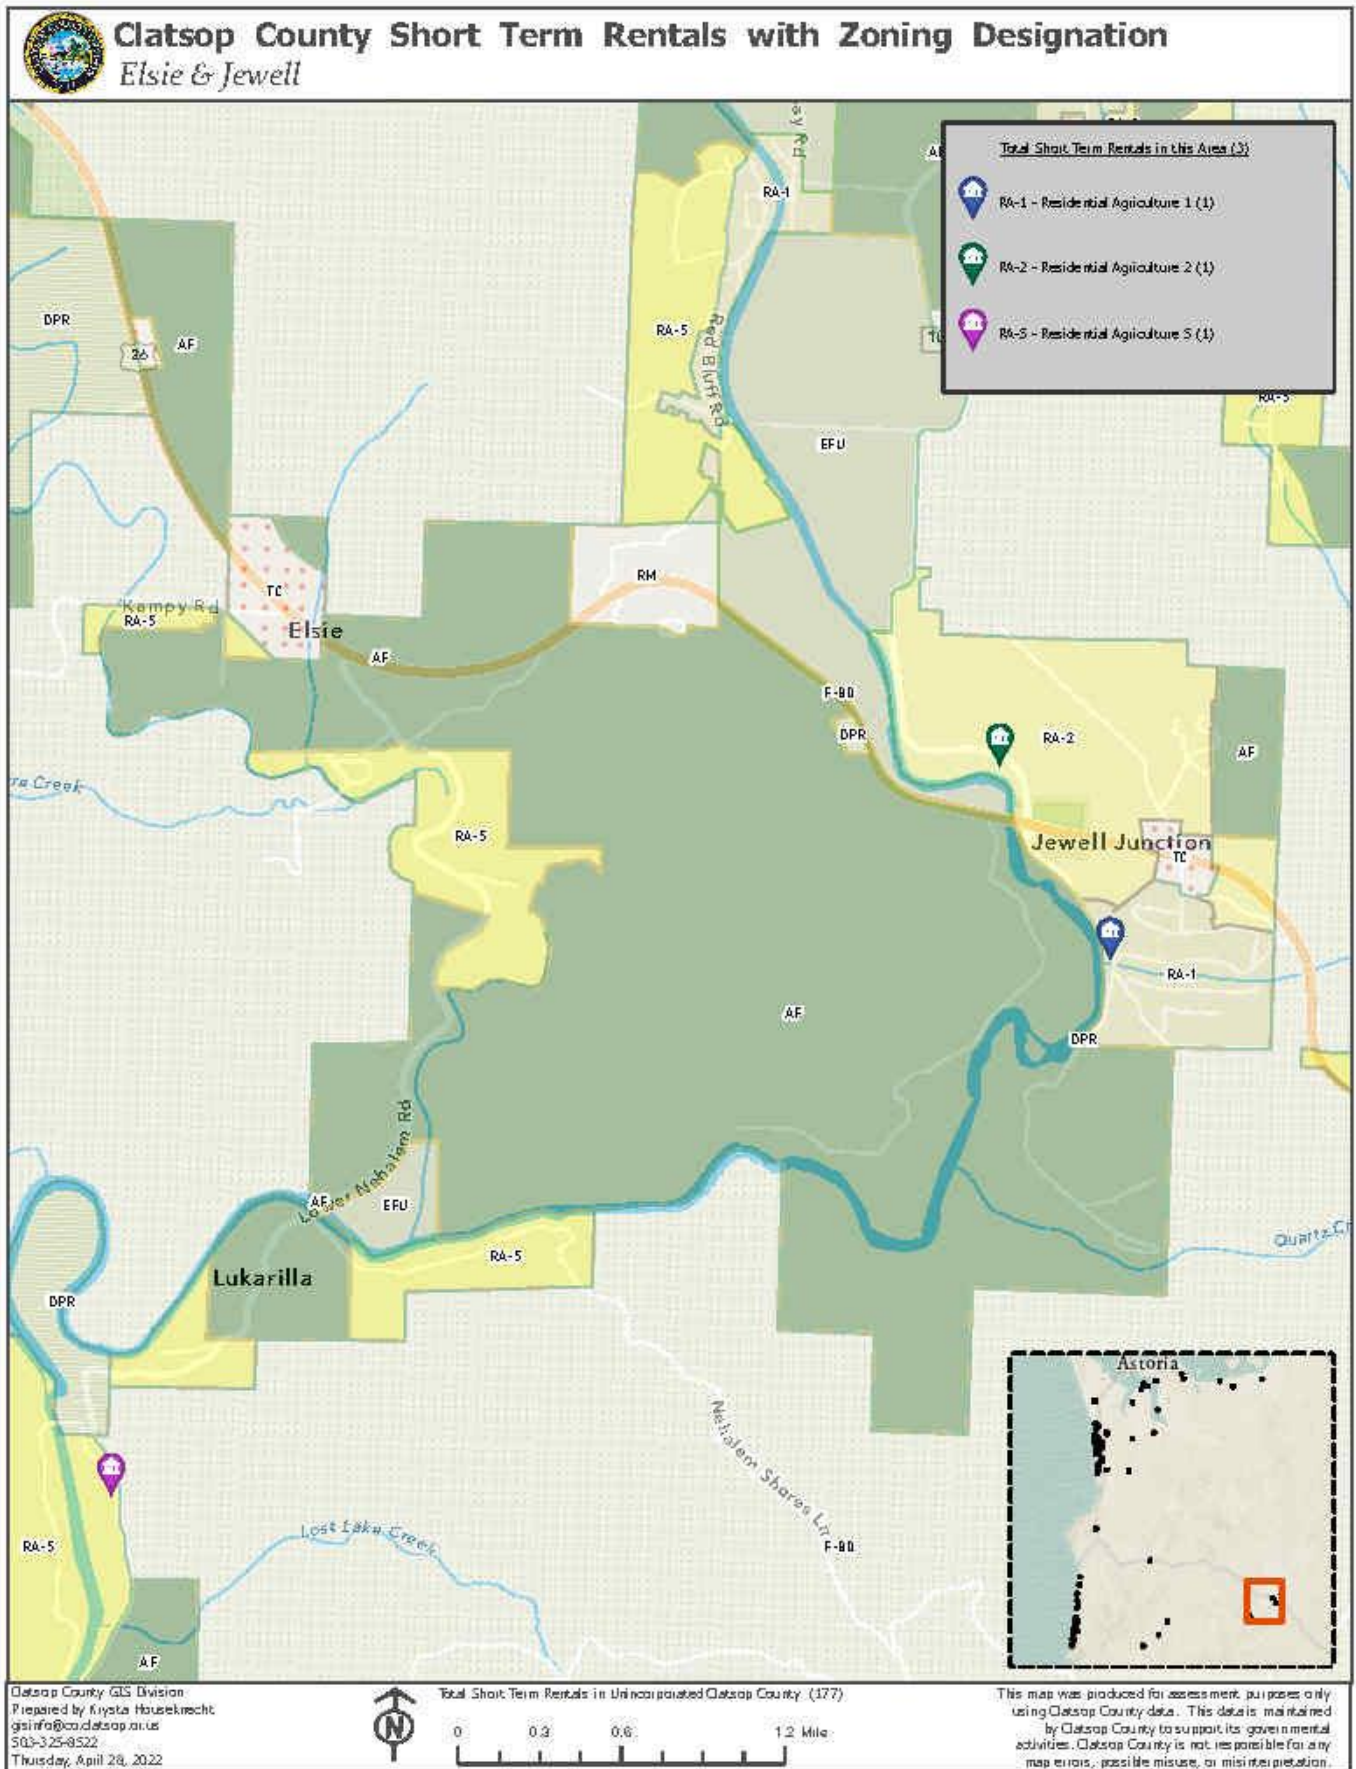 Clatsop County Short Term Rentals with Zoning Designation
Elsie & Jewell
Total Short Term Rentals in this Area (3)
RA-1 - Residential Agriculture 1 (1)
RA-2 - Residential Agriculture 2 (1)
RA-5 - Residential Agriculture 5 (1)
RA-1
DPR
26
AF
RA-5
Red Bluff Rd
EFU
RA-5
TC
RM
Kampy Rd
RA-5
Elsie
AF
F-80
DPR
RA-2
AF
Creek
RA-5
Jewell Junction
TC
RA-1
AF
DPR
Lower Nehalem Rd
AF
EFU
RA-5
Lukarilla
DPR
Nehalem Shores Ln
F-80
Lost Lake Creek
RA-5
AF
Astoria
Clatsop County GIS Division
Prepared by Krysta Houseknecht
gisinfo@co.clatsop.or.us
503-325-8522
Thursday, April 28, 2022
N
Total Short Term Rentals in Unincorporated Clatsop County (177)
0 0.3 0.6 1.2 Mile
This map was produced for assessment purposes only
using Clatsop County data. This data is maintained
by Clatsop County to support its governmental
activities. Clatsop County is not responsible for any
map errors, possible misuse, or misinterpretation.